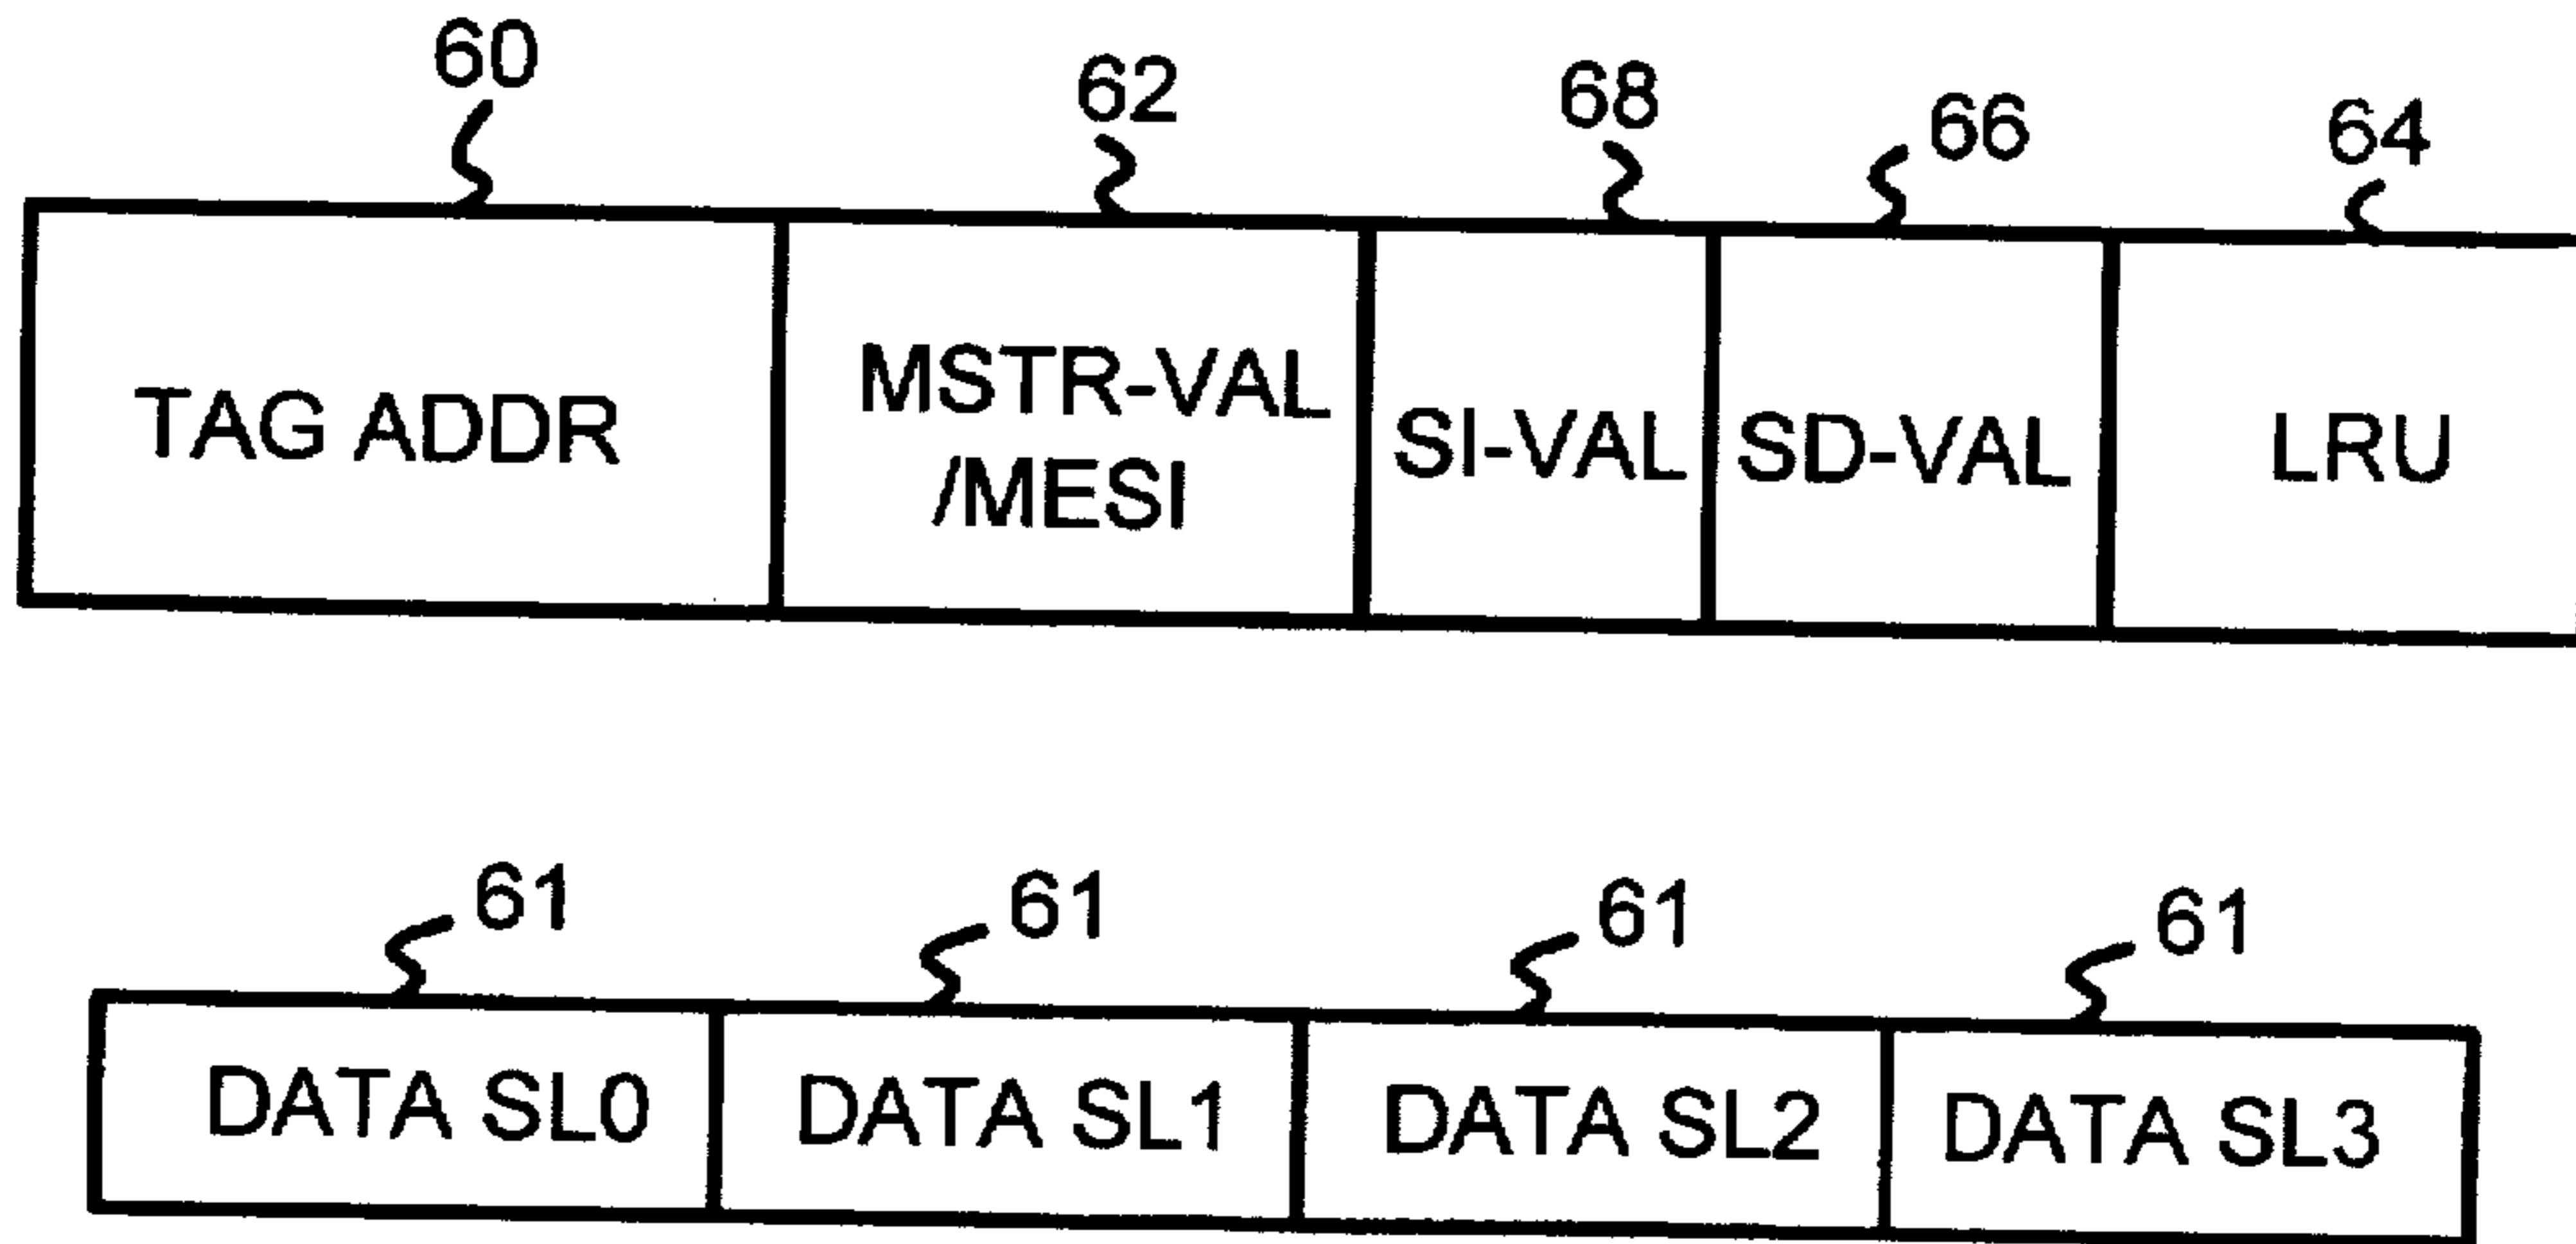 60 62 68 66 64
TAG ADDR
MSTR-VAL
/MESI
SI-VAL
SD-VAL
LRU
61 61 61 61
DATA SL0 DATA SL1 DATA SL2 DATA SL3